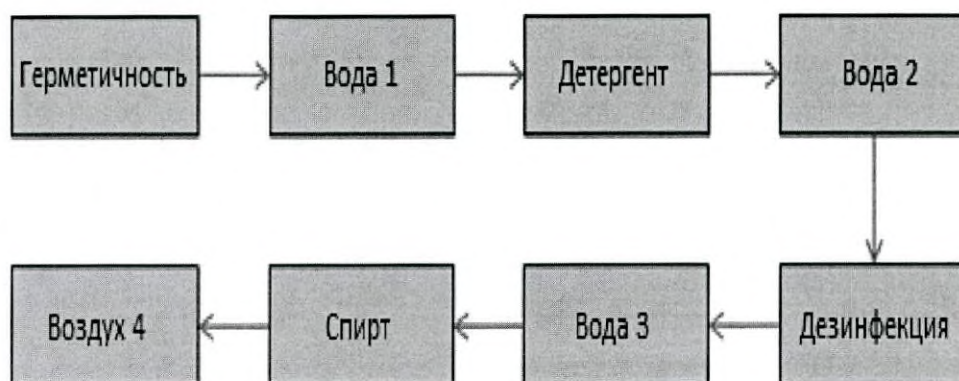 Герметичность
Вода 1
Детергент
Вода 2
Дезинфекция
Вода 3
Спирт
Воздух 4